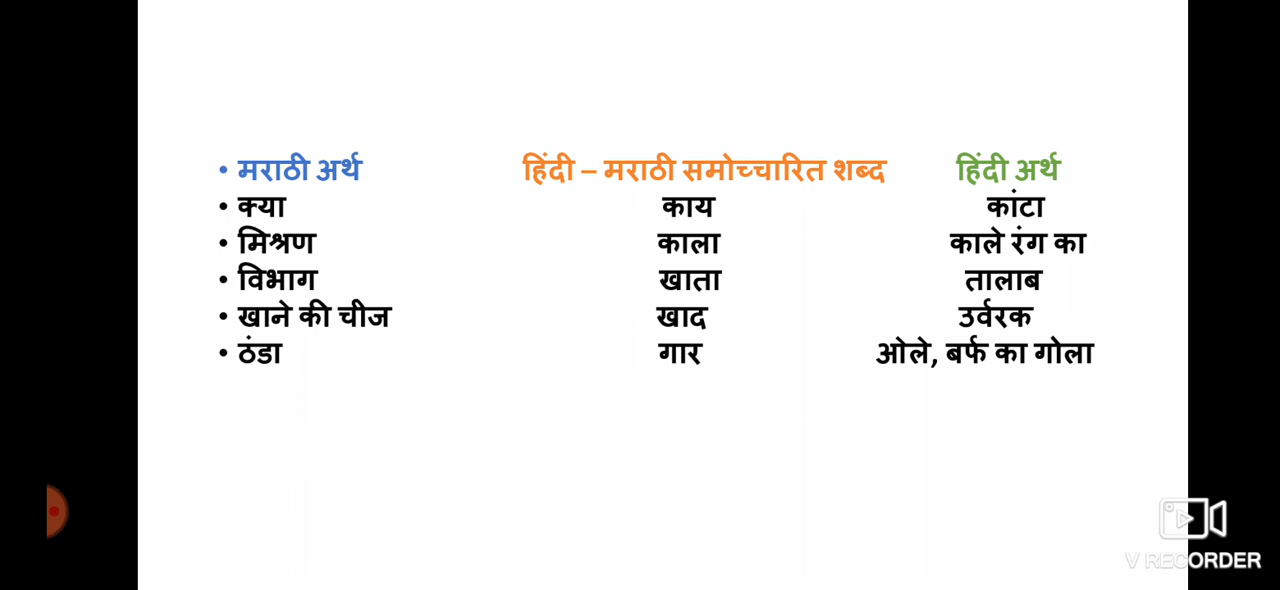 • मराठी अर्थ हिंदी – मराठी समोच्चारित शब्द हिंदी अर्थ
• क्या काय कांटा
• मिश्रण काला काले रंग का
• विभाग खाता तालाब
• खाने की चीज खाद उर्वरक
• ठंडा गार ओले, बर्फ का गोला
V RECORDER